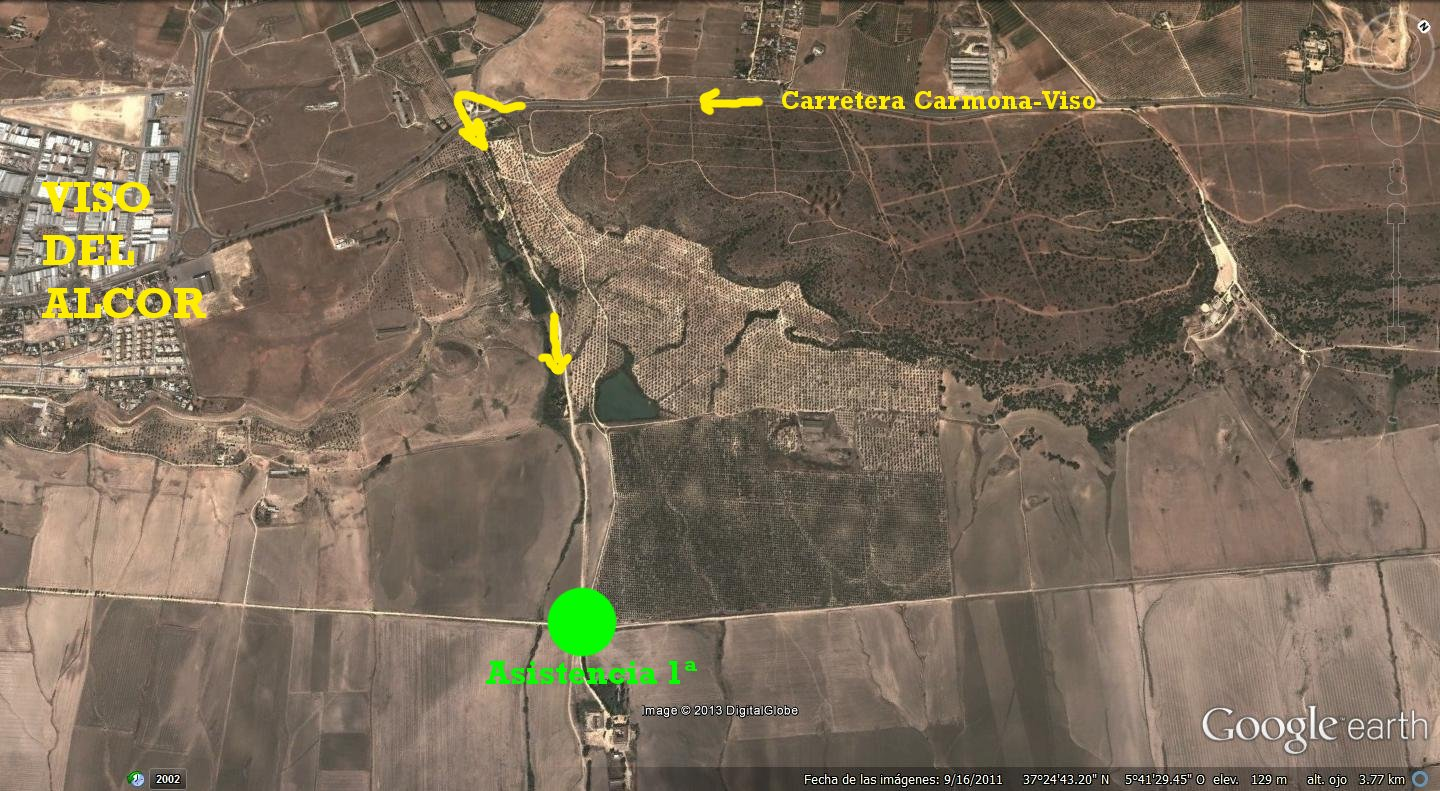 N
Carretera Carmona-Viso
VISO
DEL
ALCOR
Asistencia 1ª
Image © 2013 DigitalGlobe
Google earth
2002
Fecha de las imágenes: 9/16/2011 37°24'43.20" N 5°41'29.45" O elev. 129 m alt. ojo 3.77 km